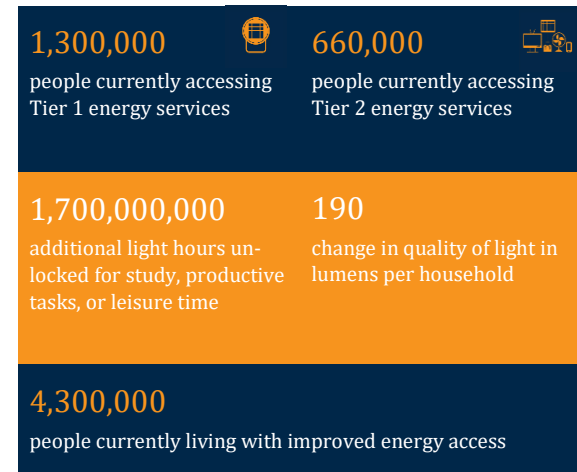 1,300,000
people currently accessing
Tier 1 energy services
660,000
people currently accessing
Tier 2 energy services
1,700,000,000
additional light hours un-
locked for study, productive
tasks, or leisure time
190
change in quality of light in
lumens per household
4,300,000
people currently living with improved energy access